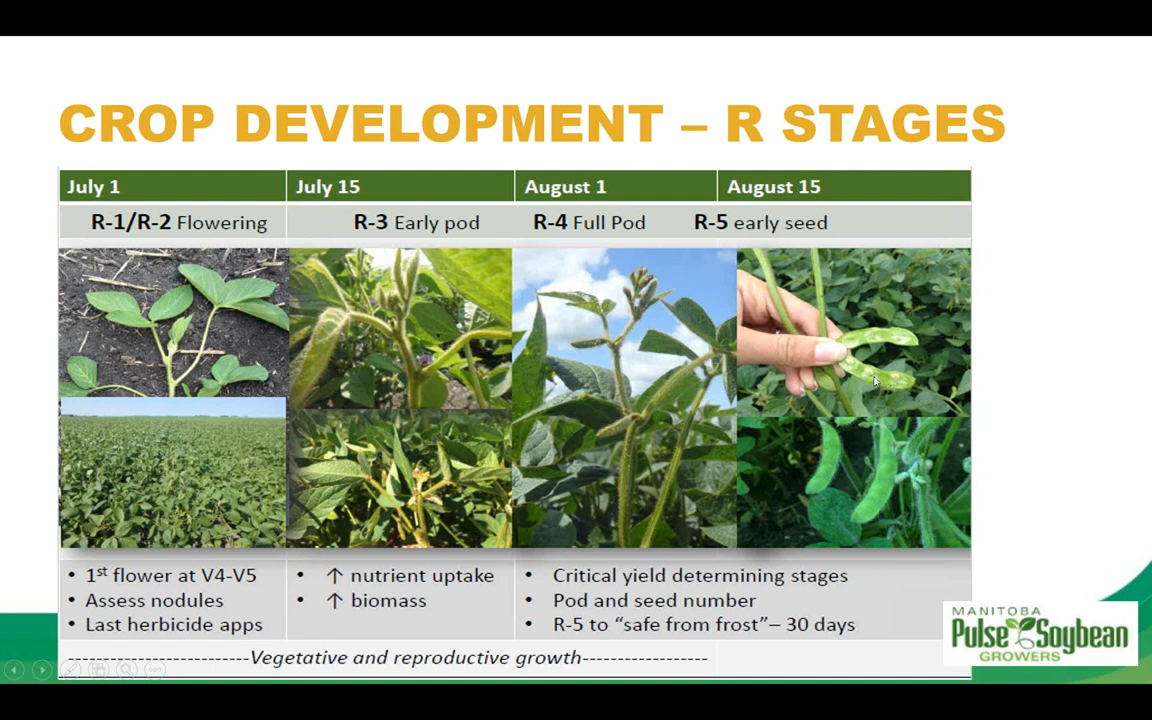 CROP DEVELOPMENT – R STAGES
July 1
July 15
August 1
August 15
R-1/R-2 Flowering
R-3 Early pod
R-4 Full Pod
R-5 early seed
• 1st flower at V4-V5
• Assess nodules
• Last herbicide apps
• ↑ nutrient uptake
• ↑ biomass
• Critical yield determining stages
• Pod and seed number
• R-5 to “safe from frost”– 30 days
-----------------------Vegetative and reproductive growth----------------
MANITOBA
Pulse Soybean
GROWERS